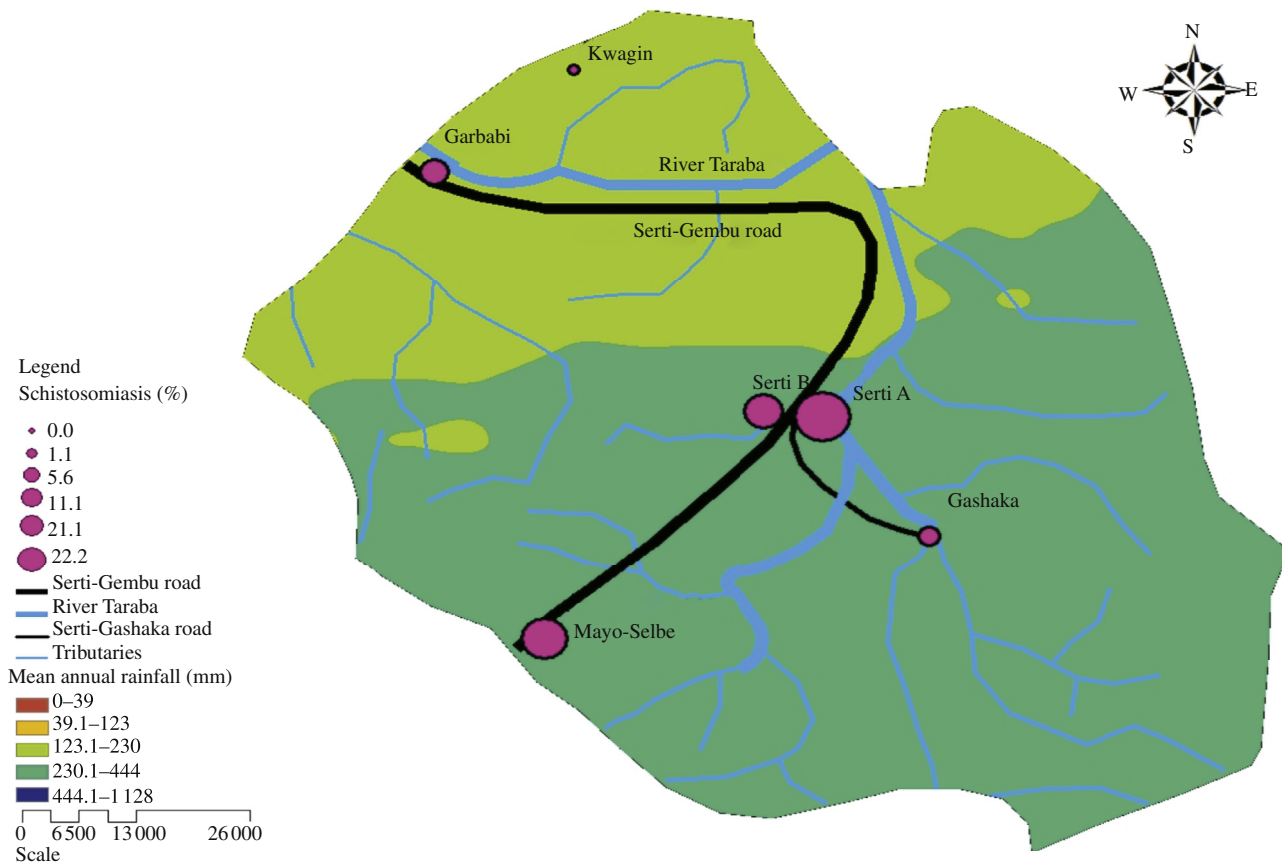 N
W
E
S
Kwagin
Garbabi
River Taraba
Serti-Gembu road
Serti B
Serti A
Gashaka
Mayo-Selbe
Legend
Schistosomiasis (%)
0.0
1.1
5.6
11.1
21.1
22.2
Serti-Gembu road
River Taraba
Serti-Gashaka road
Tributaries
Mean annual rainfall (mm)
0–39
39.1–123
123.1–230
230.1–444
444.1–1 128
0 6 500 13 000 26 000
Scale